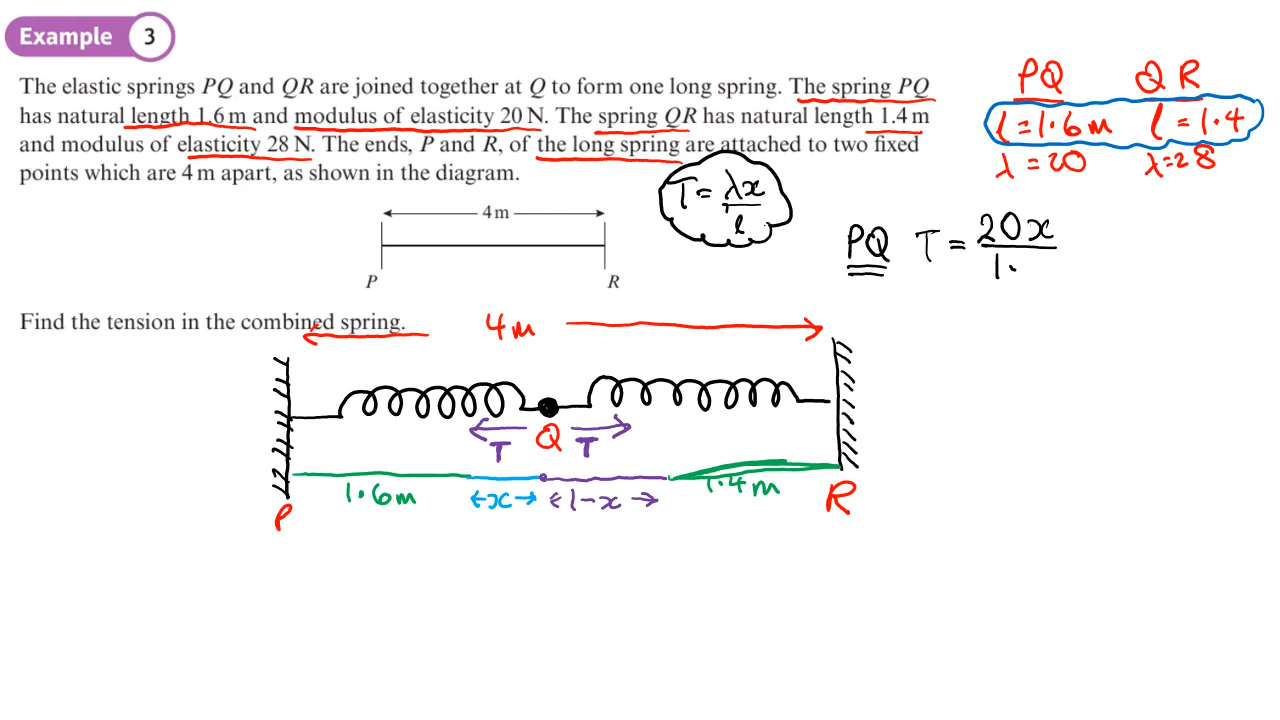 Example 3
The elastic springs PQ and QR are joined together at Q to form one long spring. The spring PQ
has natural length 1.6 m and modulus of elasticity 20 N. The spring QR has natural length 1.4 m
and modulus of elasticity 28 N. The ends, P and R, of the long spring are attached to two fixed
points which are 4 m apart, as shown in the diagram.
PQ QR
l = 1.6m l = 1.4
λ = 20 λ = 28
T = λx / l
4 m
P R
PQ T = 20x / 1.
Find the tension in the combined spring.
4m
T Q T
1.6m x 1-x 1.4m
P R